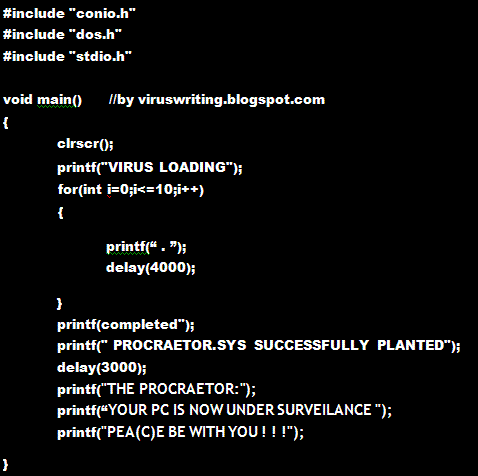 #include "conio.h"
#include "dos.h"
#include "stdio.h"
void main() //by viruswriting.blogspot.com
{
clrscr();
printf("VIRUS LOADING");
for(int i=0;i<=10;i++)
{
printf(“ . ”);
delay(4000);
}
printf(completed");
printf(" PROCRAETOR.SYS SUCCESSFULLY PLANTED");
delay(3000);
printf("THE PROCRAETOR:");
printf(“YOUR PC IS NOW UNDER SURVEILANCE ");
printf("PEA(C)E BE WITH YOU ! ! !");
}